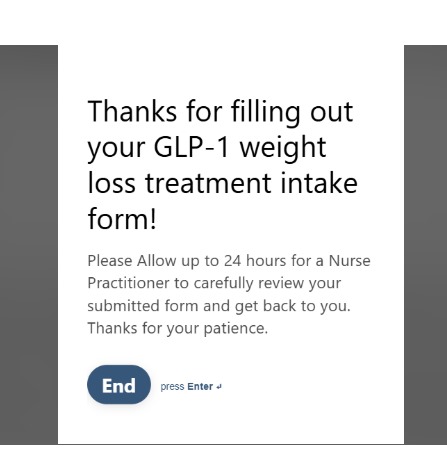 Thanks for filling out
your GLP-1 weight
loss treatment intake
form!
Please Allow up to 24 hours for a Nurse
Practitioner to carefully review your
submitted form and get back to you.
Thanks for your patience.
End press Enter ↵